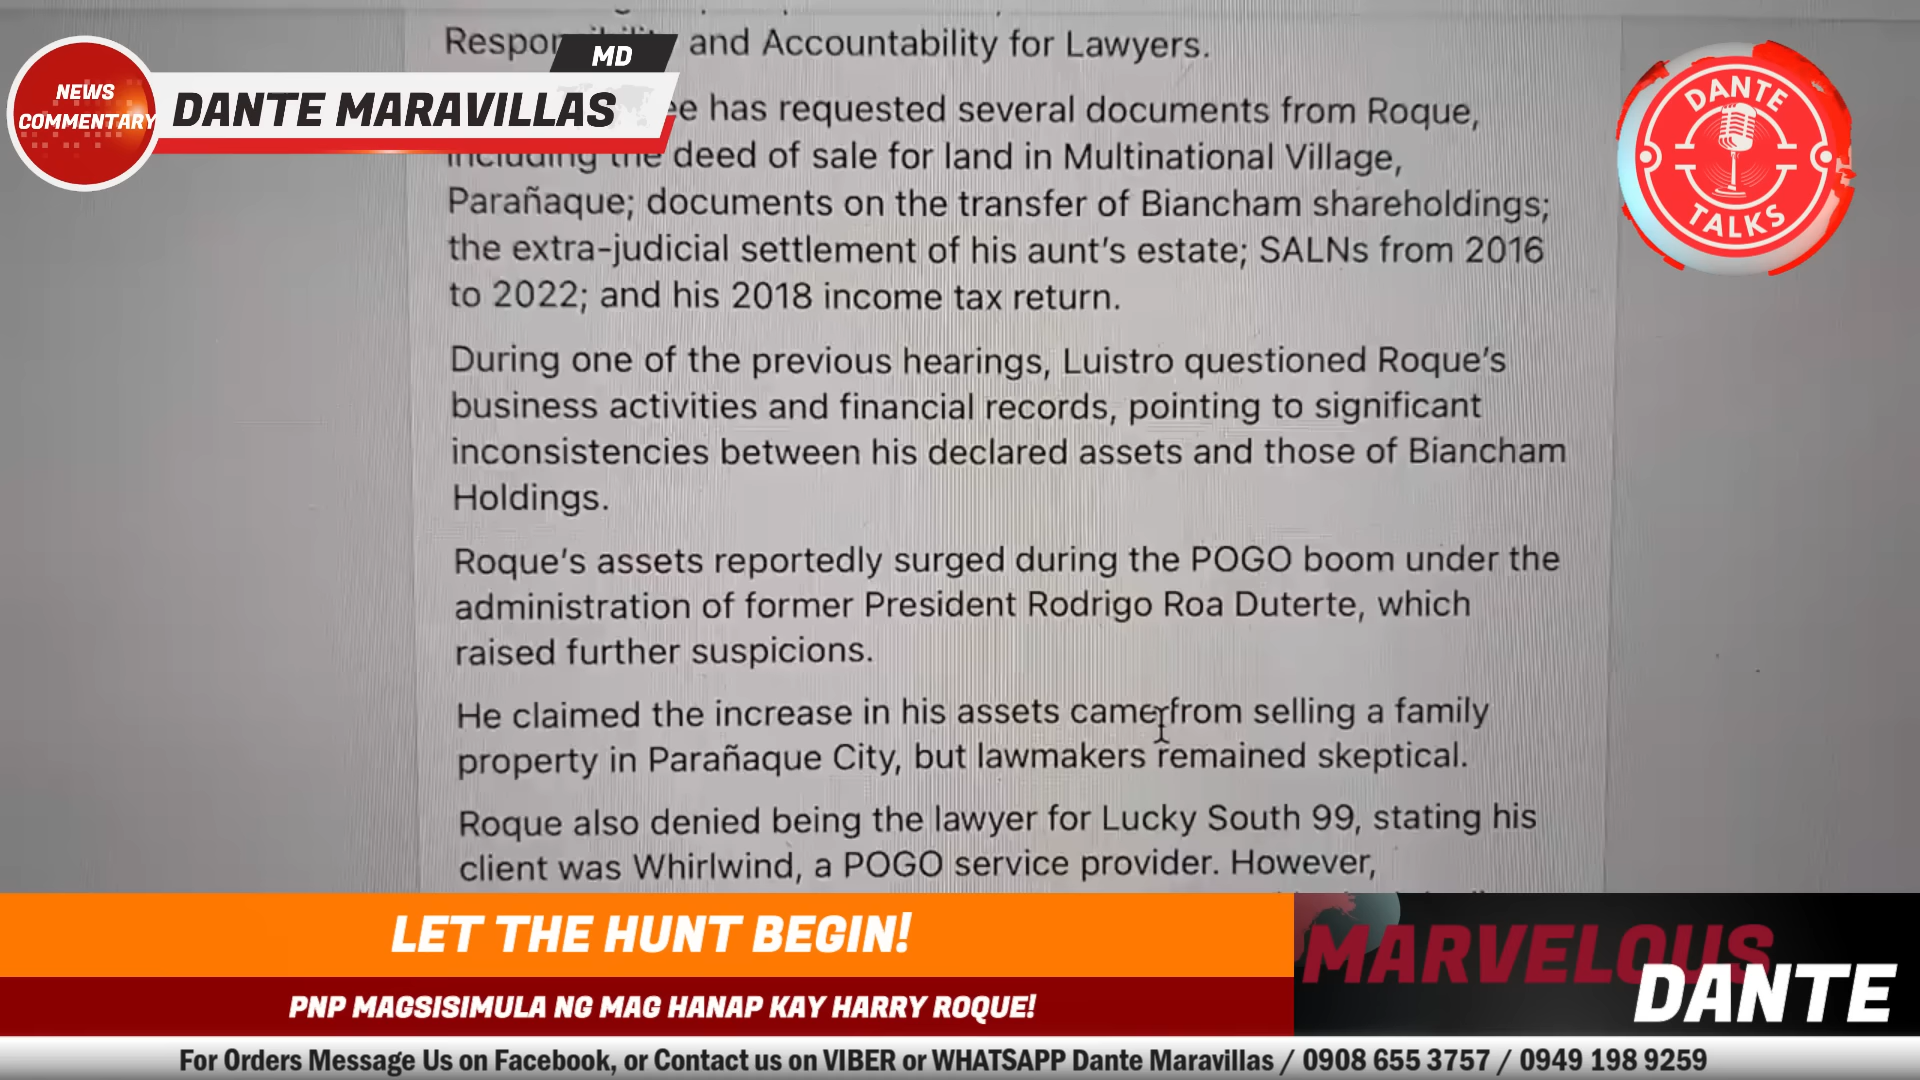 Respon and Accountability for Lawyers.
MD
NEWS
COMMENTARY
DANTE MARAVILLAS
DANTE
TALKS
ee has requested several documents from Roque,
including the deed of sale for land in Multinational Village,
Parañaque; documents on the transfer of Biancham shareholdings;
the extra-judicial settlement of his aunt's estate; SALNs from 2016
to 2022; and his 2018 income tax return.
During one of the previous hearings, Luistro questioned Roque's
business activities and financial records, pointing to significant
inconsistencies between his declared assets and those of Biancham
Holdings.
Roque's assets reportedly surged during the POGO boom under the
administration of former President Rodrigo Roa Duterte, which
raised further suspicions.
He claimed the increase in his assets came from selling a family
property in Parañaque City, but lawmakers remained skeptical.
Roque also denied being the lawyer for Lucky South 99, stating his
client was Whirlwind, a POGO service provider. However,
LET THE HUNT BEGIN!
PNP MAGSISIMULA NG MAG HANAP KAY HARRY ROQUE!
MARVELOUS
DANTE
For Orders Message Us on Facebook, or Contact us on VIBER or WHATSAPP Dante Maravillas / 0908 655 3757 / 0949 198 9259